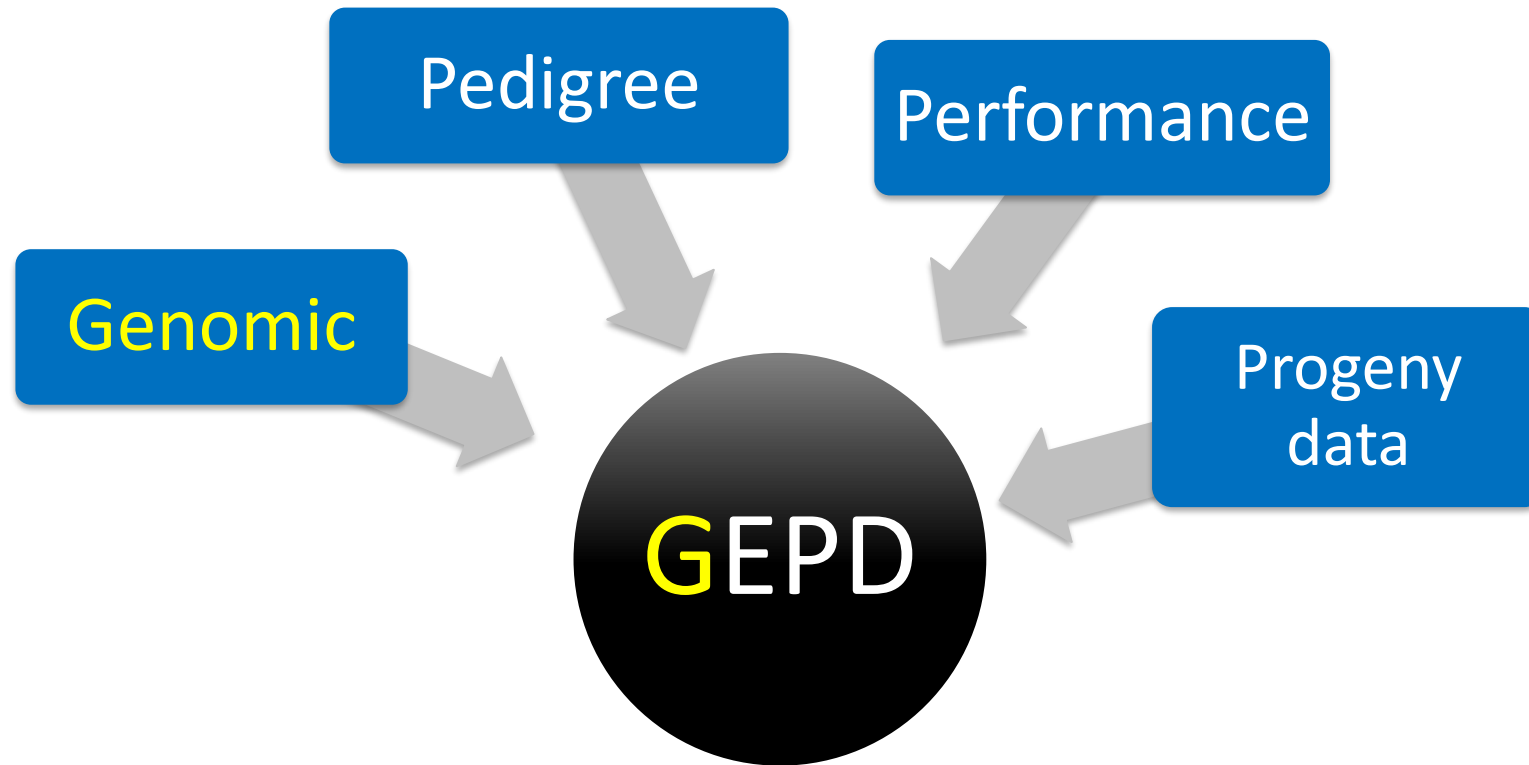 Pedigree
Performance
Genomic
Progeny
data
GEPD